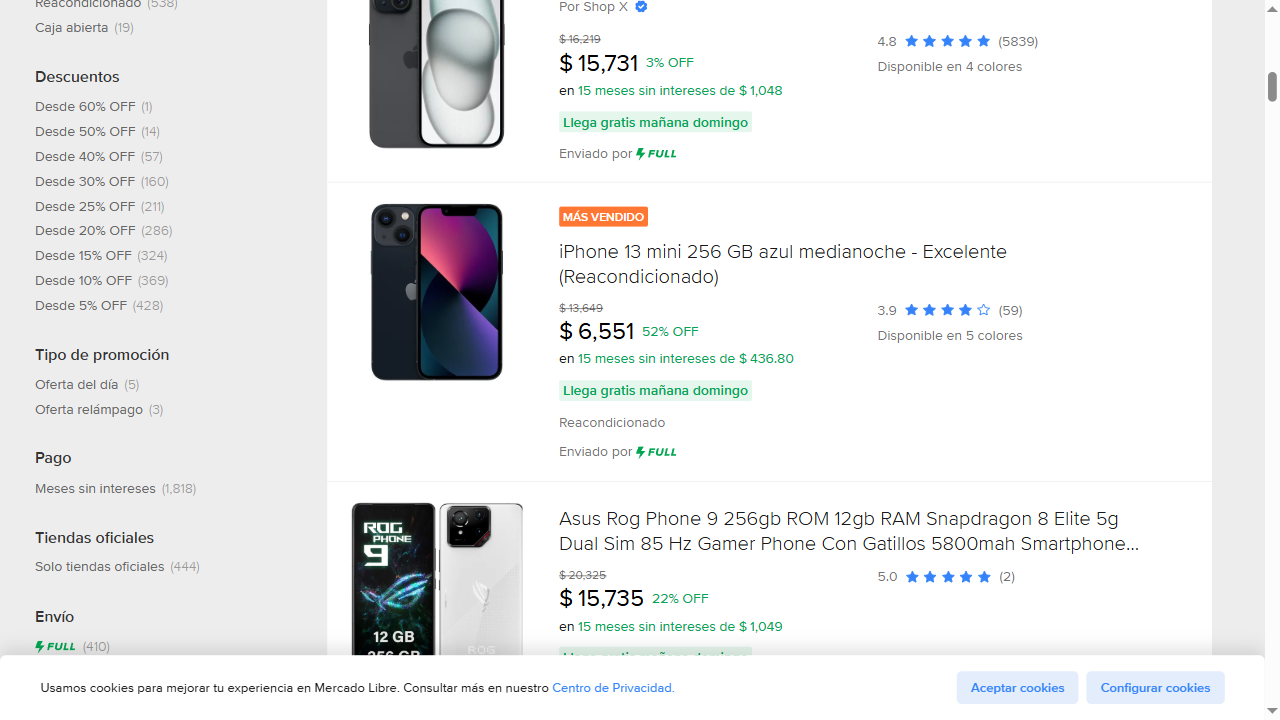 Reacondicionado (538)
Caja abierta (19)
Descuentos
Desde 60% OFF (1)
Desde 50% OFF (14)
Desde 40% OFF (57)
Desde 30% OFF (160)
Desde 25% OFF (211)
Desde 20% OFF (286)
Desde 15% OFF (324)
Desde 10% OFF (369)
Desde 5% OFF (428)
Tipo de promoción
Oferta del día (5)
Oferta relámpago (3)
Pago
Meses sin intereses (1,818)
Tiendas oficiales
Solo tiendas oficiales (444)
Envío
FULL (410)
Por Shop X
$ 16,219
$ 15,731 3% OFF
en 15 meses sin intereses de $ 1,048
Llega gratis mañana domingo
Enviado por FULL
4.8 (5839)
Disponible en 4 colores
MÁS VENDIDO
iPhone 13 mini 256 GB azul medianoche - Excelente
(Reacondicionado)
$ 13,649
$ 6,551 52% OFF
en 15 meses sin intereses de $ 436.80
Llega gratis mañana domingo
Reacondicionado
Enviado por FULL
3.9 (59)
Disponible en 5 colores
ROG
PHONE
9
12 GB
256 GB
ROG
Asus Rog Phone 9 256gb ROM 12gb RAM Snapdragon 8 Elite 5g
Dual Sim 85 Hz Gamer Phone Con Gatillos 5800mah Smartphone...
$ 20,325
$ 15,735 22% OFF
en 15 meses sin intereses de $ 1,049
Llega gratis mañana domingo
5.0 (2)
Usamos cookies para mejorar tu experiencia en Mercado Libre. Consultar más en nuestro Centro de Privacidad.
Aceptar cookies
Configurar cookies